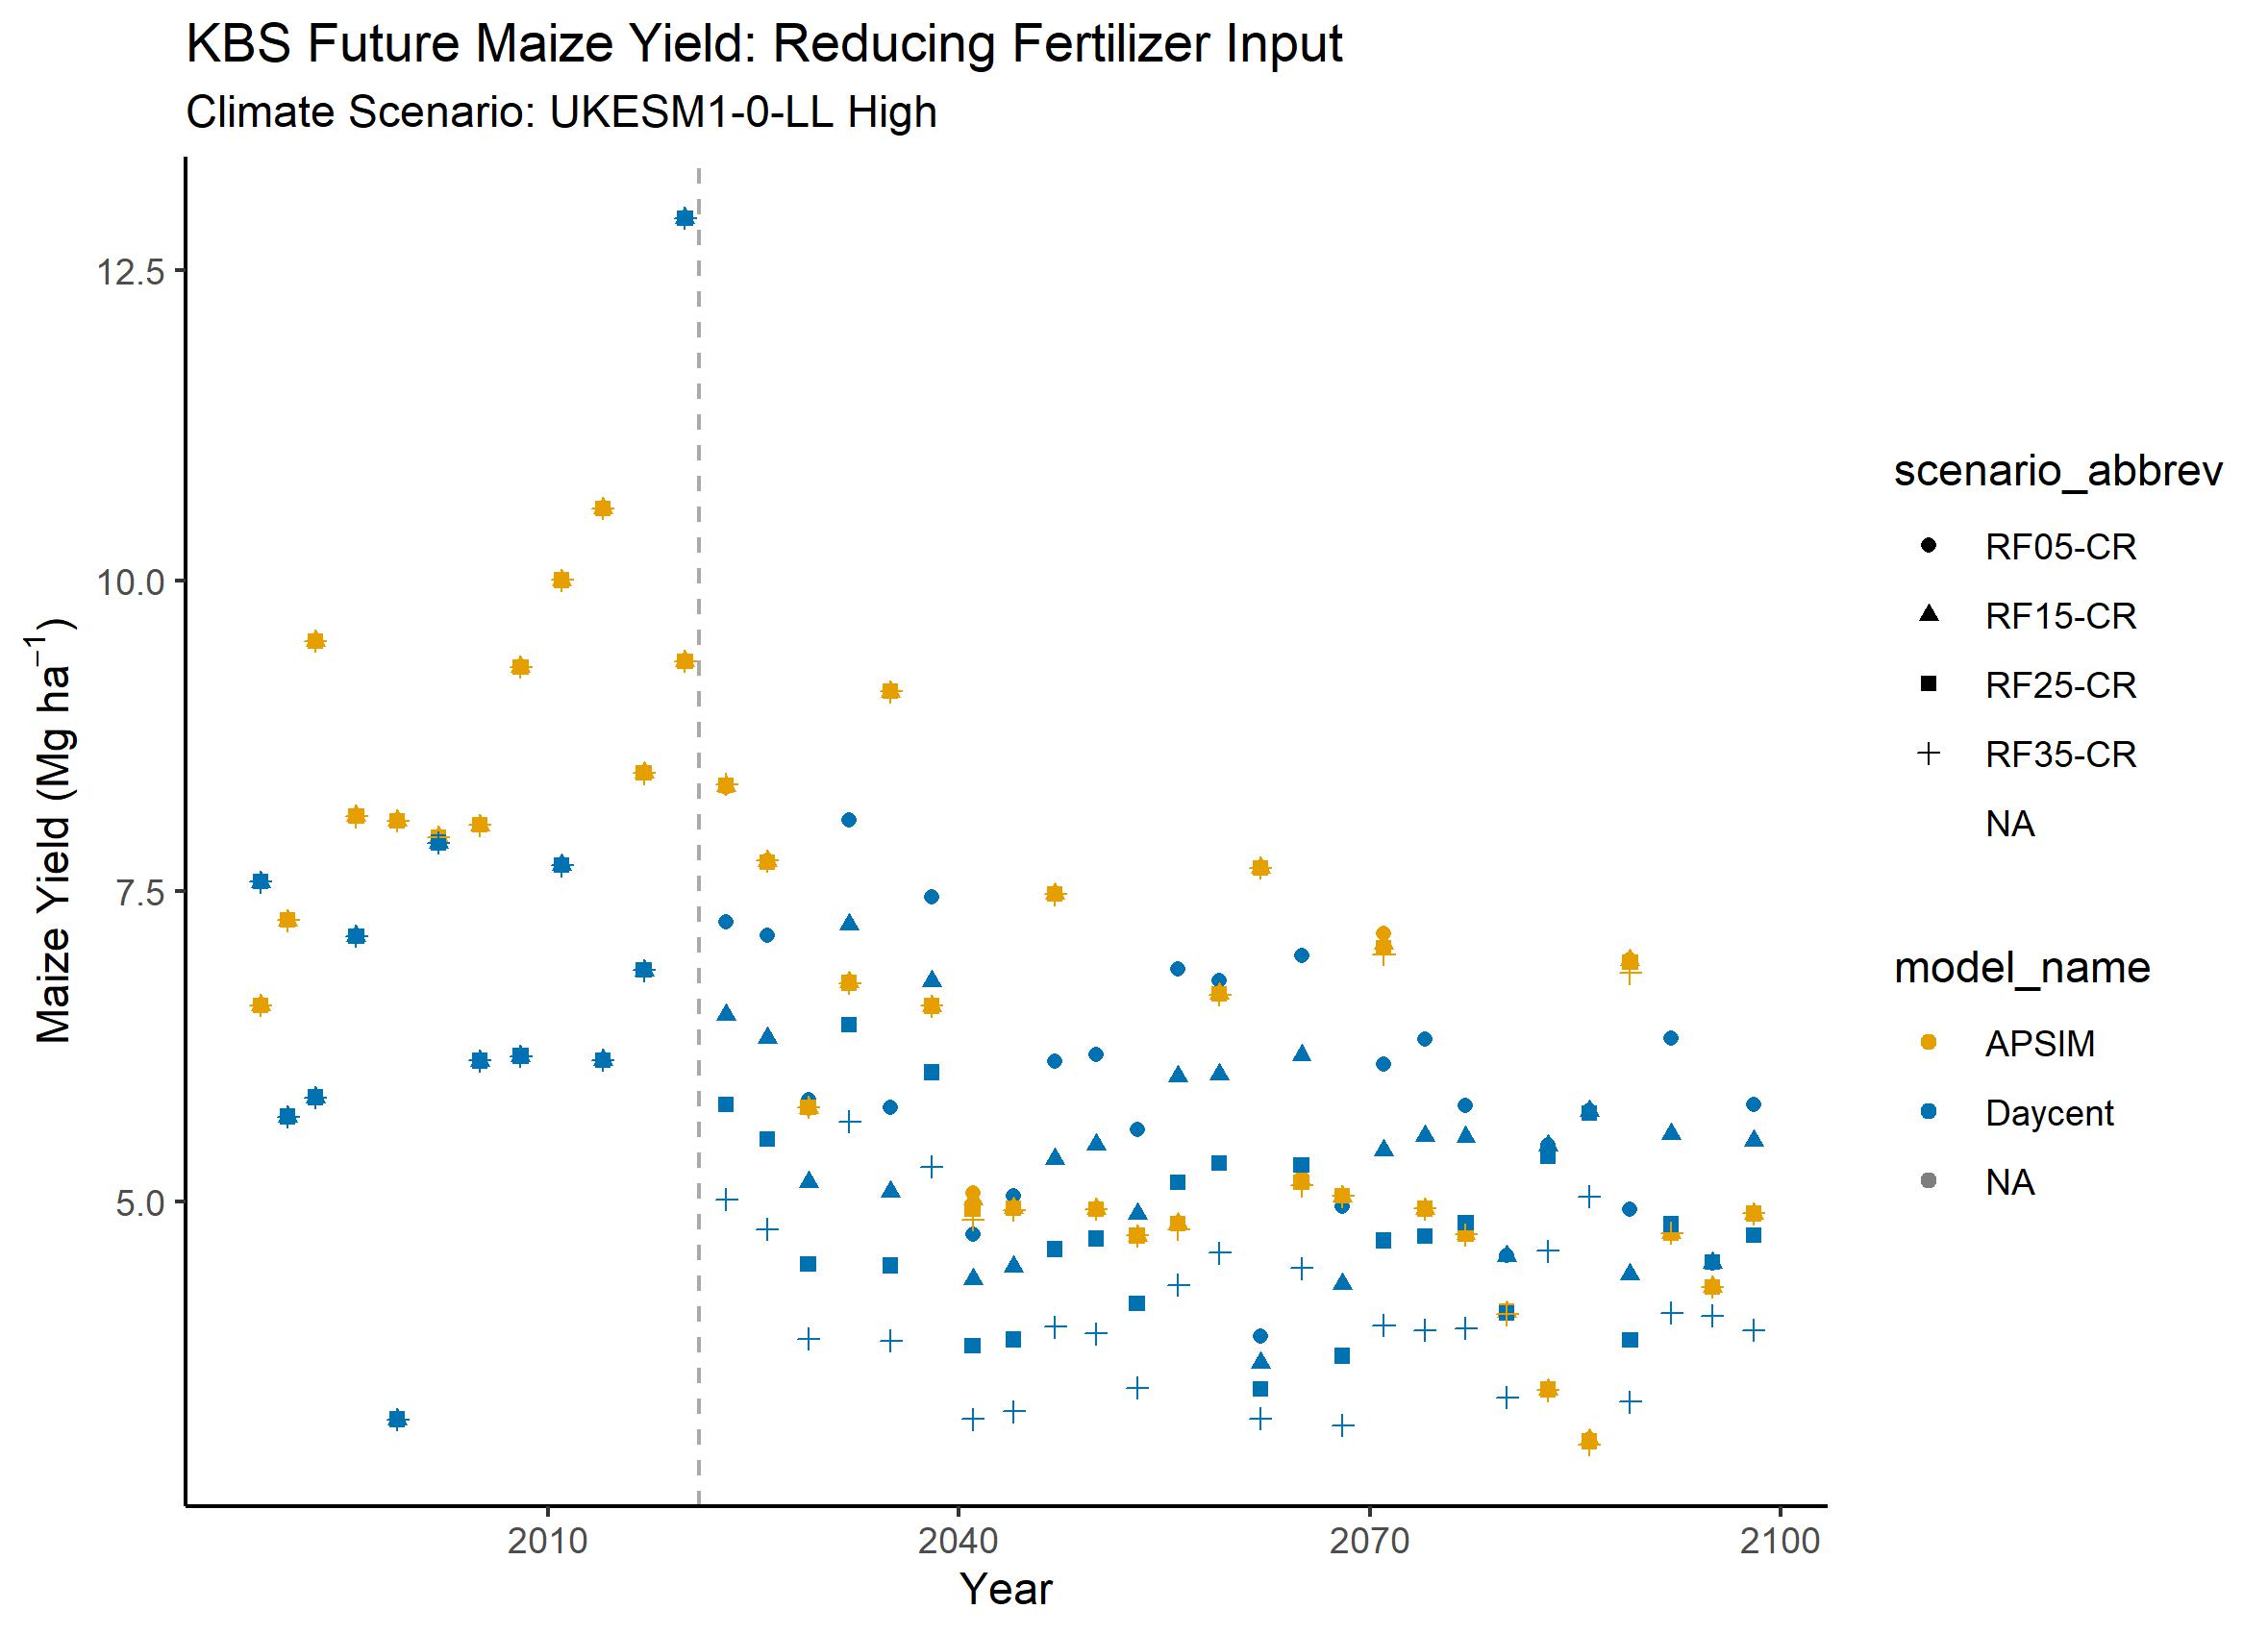 KBS Future Maize Yield: Reducing Fertilizer Input
Climate Scenario: UKESM1-0-LL High
Maize Yield (Mg ha⁻¹)
12.5
10.0
7.5
5.0
2010
2040
2070
2100
Year
scenario_abbrev
RF05-CR
RF15-CR
RF25-CR
RF35-CR
NA
model_name
APSIM
Daycent
NA